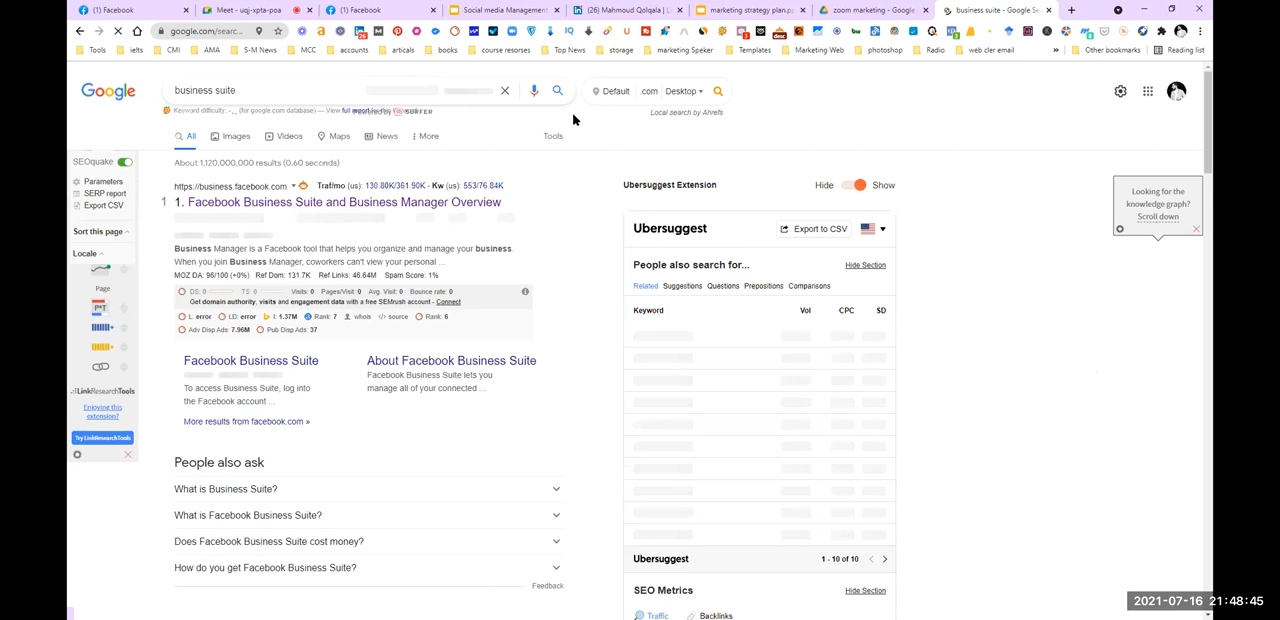 (1) Facebook
Meet - uqj-xpta-poa
(1) Facebook
Social media Management
(26) Mahmoud Qolqala | L
marketing strategy plan.pp
zoom marketing - Google
business suite - Google Se
google.com/searc...
Tools
ielts
CMI
AMA
S-M News
MCC
accounts
articals
books
course resorses
Top News
storage
marketing Speker
Templates
Marketing Web
photoshop
Radio
web cler email
»
Other bookmarks
Reading list
Google
business suite
Default
.com
Desktop
Keyword difficulty: -, , (for google.com database) — View full report
Powered by SURFER
Local search by Ahrefs
All
Images
Videos
Maps
News
More
Tools
SEOquake
Parameters
SERP report
Export CSV
Sort this page
Locale
Page
LinkResearchTools
Enjoying this
extension?
Try LinkResearchTools
About 1,120,000,000 results (0.60 seconds)
https://business.facebook.com
Traf/mo (us): 130.80K/361.90K - Kw (us): 553/76.84K
1
1. Facebook Business Suite and Business Manager Overview
Business Manager is a Facebook tool that helps you organize and manage your business.
When you join Business Manager, coworkers can't view your personal ...
MOZ DA: 96/100 (+0%) Ref Dom: 131.7K Ref Links: 46.64M Spam Score: 1%
DS: 0
TS: 0
Visits: 0
Pages/Visit: 0
Avg. Visit: 0
Bounce rate: 0
Get domain authority, visits and engagement data with a free SEMrush account - Connect
L: error
LD: error
I: 1.37M
Rank: 7
whois
source
Rank: 6
Adv Disp Ads: 7.96M
Pub Disp Ads: 37
Facebook Business Suite
To access Business Suite, log into
the Facebook account ...
About Facebook Business Suite
Facebook Business Suite lets you
manage all of your connected ...
More results from facebook.com »
People also ask
What is Business Suite?
What is Facebook Business Suite?
Does Facebook Business Suite cost money?
How do you get Facebook Business Suite?
Feedback
Ubersuggest Extension
Hide
Show
Ubersuggest
Export to CSV
People also search for...
Hide Section
Related
Suggestions
Questions
Prepositions
Comparisons
Keyword
Vol
CPC
SD
Ubersuggest
1 - 10 of 10
SEO Metrics
Hide Section
Traffic
Backlinks
Looking for the
knowledge graph?
Scroll down
2021-07-16 21:48:45